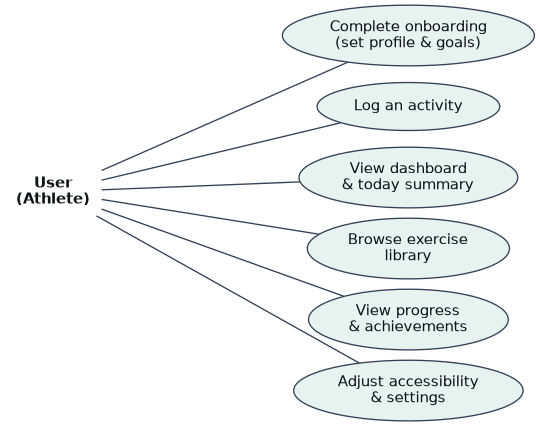 Complete onboarding
(set profile & goals)
Log an activity
User
(Athlete)
View dashboard
& today summary
Browse exercise
library
View progress
& achievements
Adjust accessibility
& settings